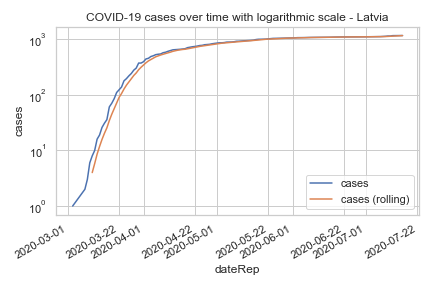 COVID-19 cases over time with logarithmic scale - Latvia
10³
10²
10¹
10⁰
cases
cases
cases (rolling)
2020-03-01
2020-03-22
2020-04-01
2020-04-22
2020-05-01
2020-05-22
2020-06-01
2020-06-22
2020-07-01
2020-07-22
dateRep